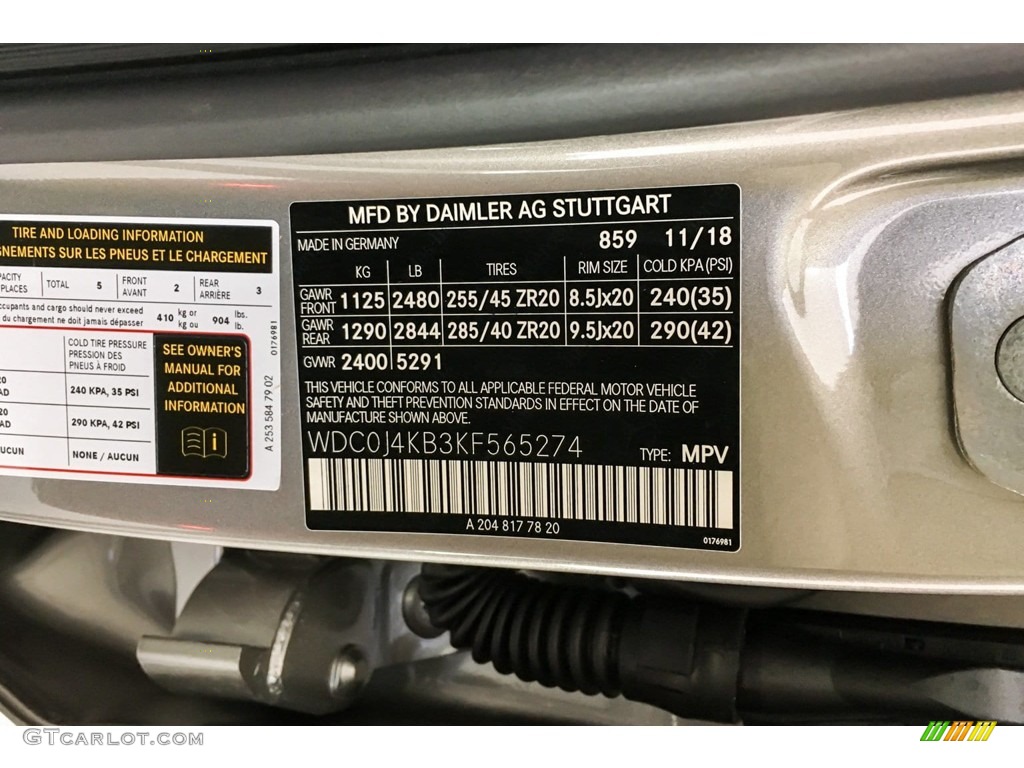 TIRE AND LOADING INFORMATION
SUR LES PNEUS ET LE CHARGEMENT
TOTAL 5 FRONT AVANT 2 REAR ARRIÈRE 3
and cargo should never exceed
du chargement ne doit jamais dépasser
410 kg or kg ou 904 lbs. lb.
COLD TIRE PRESSURE
PRESSION DES
PNEUS À FROID
240 KPA, 35 PSI
290 KPA, 42 PSI
NONE / AUCUN
SEE OWNER'S
MANUAL FOR
ADDITIONAL
INFORMATION
A 253 584 79 02
0176981
MFD BY DAIMLER AG STUTTGART
MADE IN GERMANY 859 11/18
KG LB TIRES RIM SIZE COLD KPA (PSI)
GAWR FRONT 1125 2480 255/45 ZR20 8.5Jx20 240(35)
GAWR REAR 1290 2844 285/40 ZR20 9.5Jx20 290(42)
GVWR 2400 5291
THIS VEHICLE CONFORMS TO ALL APPLICABLE FEDERAL MOTOR VEHICLE
SAFETY AND THEFT PREVENTION STANDARDS IN EFFECT ON THE DATE OF
MANUFACTURE SHOWN ABOVE.
WDC0J4KB3KF565274 TYPE: MPV
A 204 817 78 20
0176981
GTCarLot.com